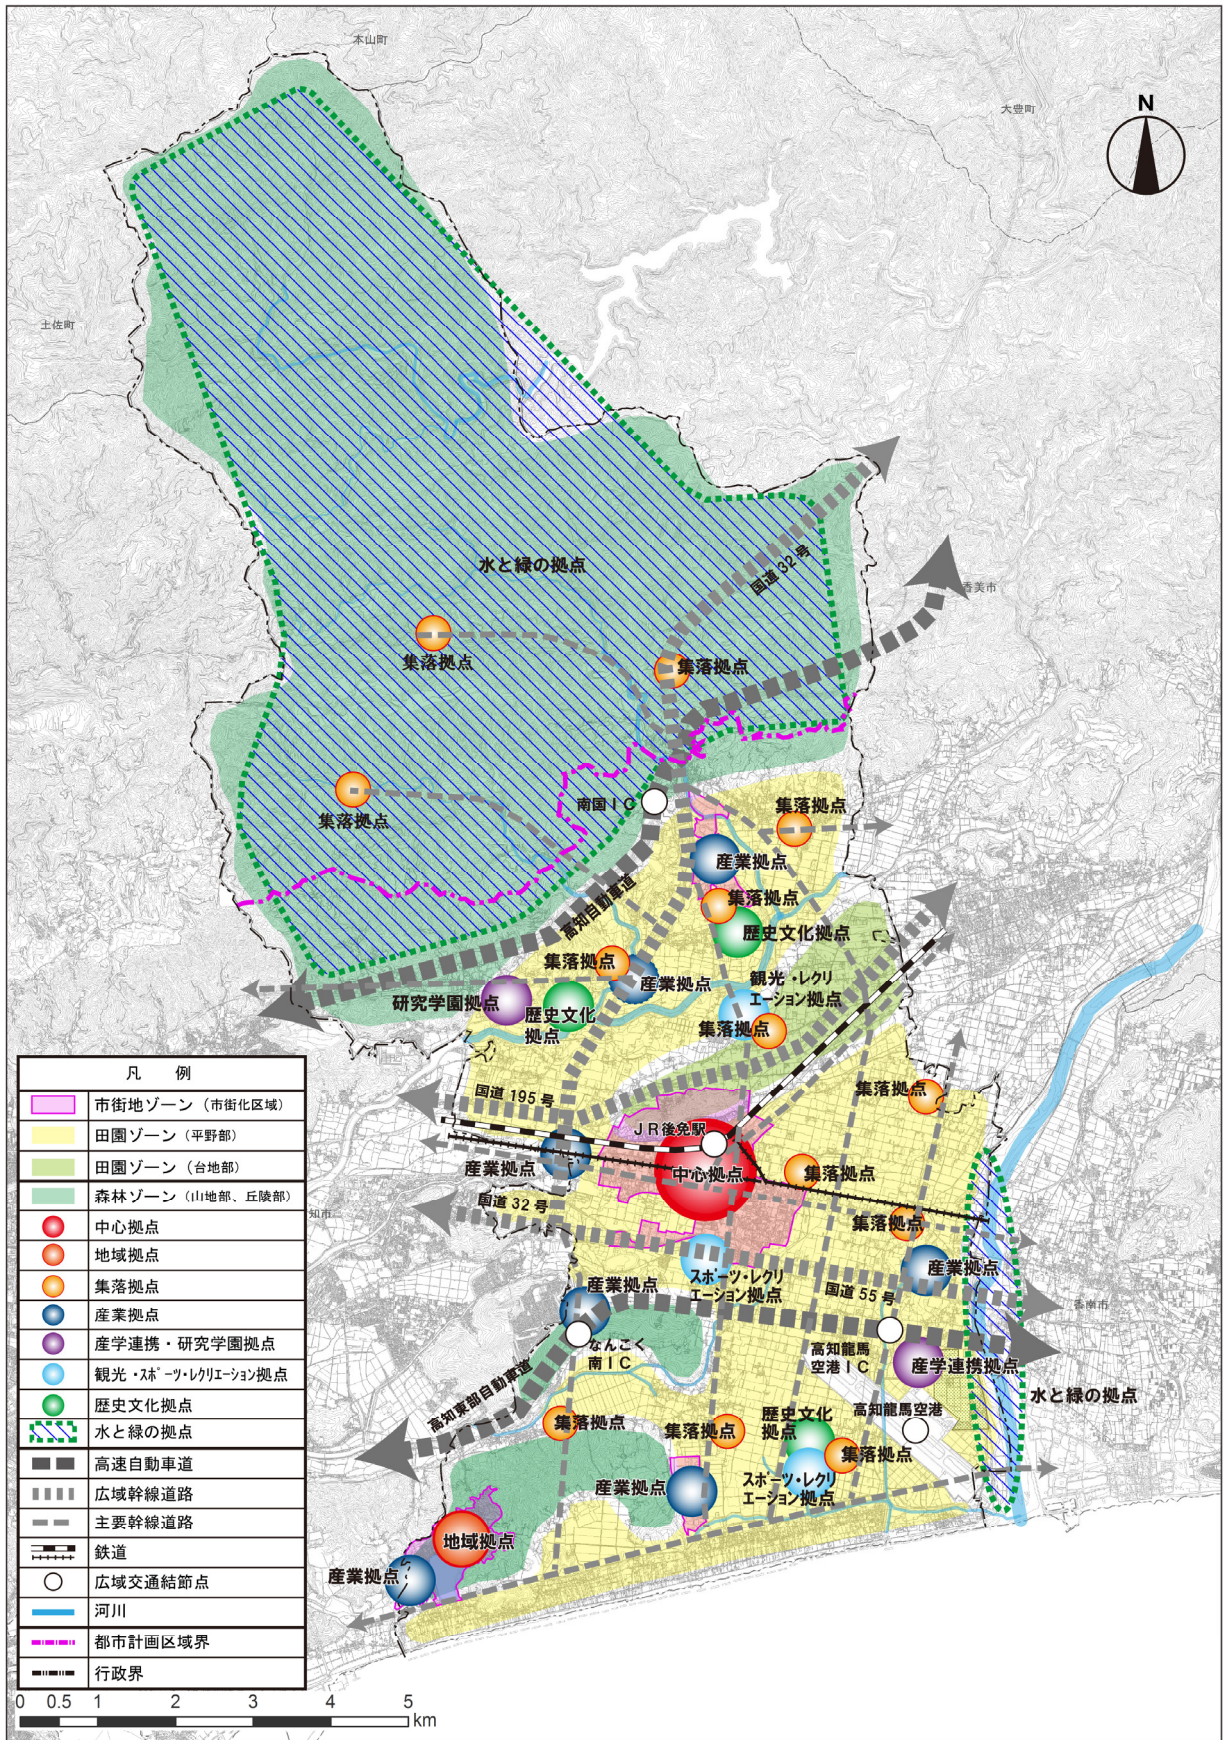 本山町
大豊町
N
土佐町
国道 32 号
水と緑の拠点
香美市
集落拠点
集落拠点
南国IC
集落拠点
集落拠点
産業拠点
集落拠点
高知自動車道
歴史文化拠点
集落拠点
産業拠点
観光・レクリ
エーション拠点
研究学園拠点
歴史文化
拠点
集落拠点
国道 195 号
集落拠点
JR後免駅
産業拠点
中心拠点
集落拠点
国道 32 号
知市
集落拠点
産業拠点
スポーツ・レクリ
エーション拠点
産業拠点
国道 55 号
香南市
なんこく
南IC
高知龍馬
空港IC
産学連携拠点
高知東部自動車道
水と緑の拠点
高知龍馬空港
集落拠点
集落拠点
歴史文化
拠点
集落拠点
産業拠点
スポーツ・レクリ
エーション拠点
地域拠点
産業拠点
凡 例
市街地ゾーン（市街化区域）
田園ゾーン（平野部）
田園ゾーン（台地部）
森林ゾーン（山地部、丘陵部）
中心拠点
地域拠点
集落拠点
産業拠点
産学連携・研究学園拠点
観光・スポーツ・レクリエーション拠点
歴史文化拠点
水と緑の拠点
高速自動車道
広域幹線道路
主要幹線道路
鉄道
広域交通結節点
河川
都市計画区域界
行政界
0 0.5 1 2 3 4 5
km